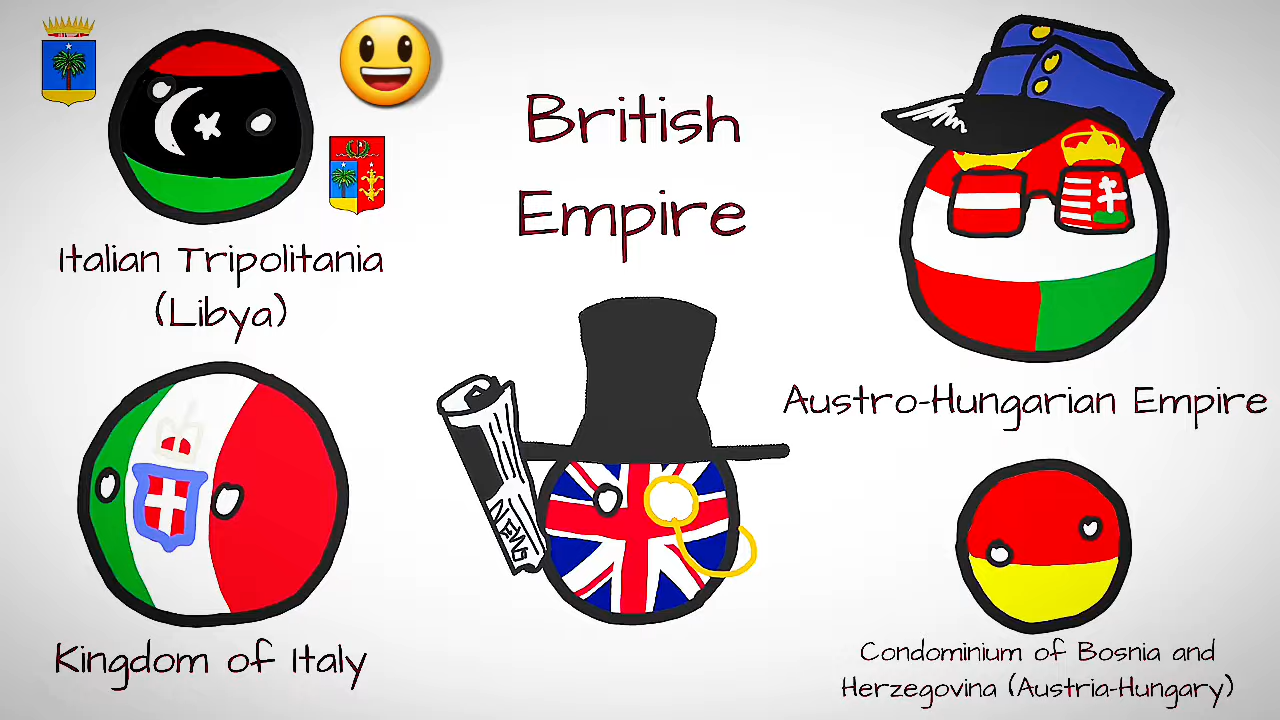 Italian Tripolitania
(Libya)
British
Empire
Austro-Hungarian Empire
NEWS
Kingdom of Italy
Condominium of Bosnia and
Herzegovina (Austria-Hungary)